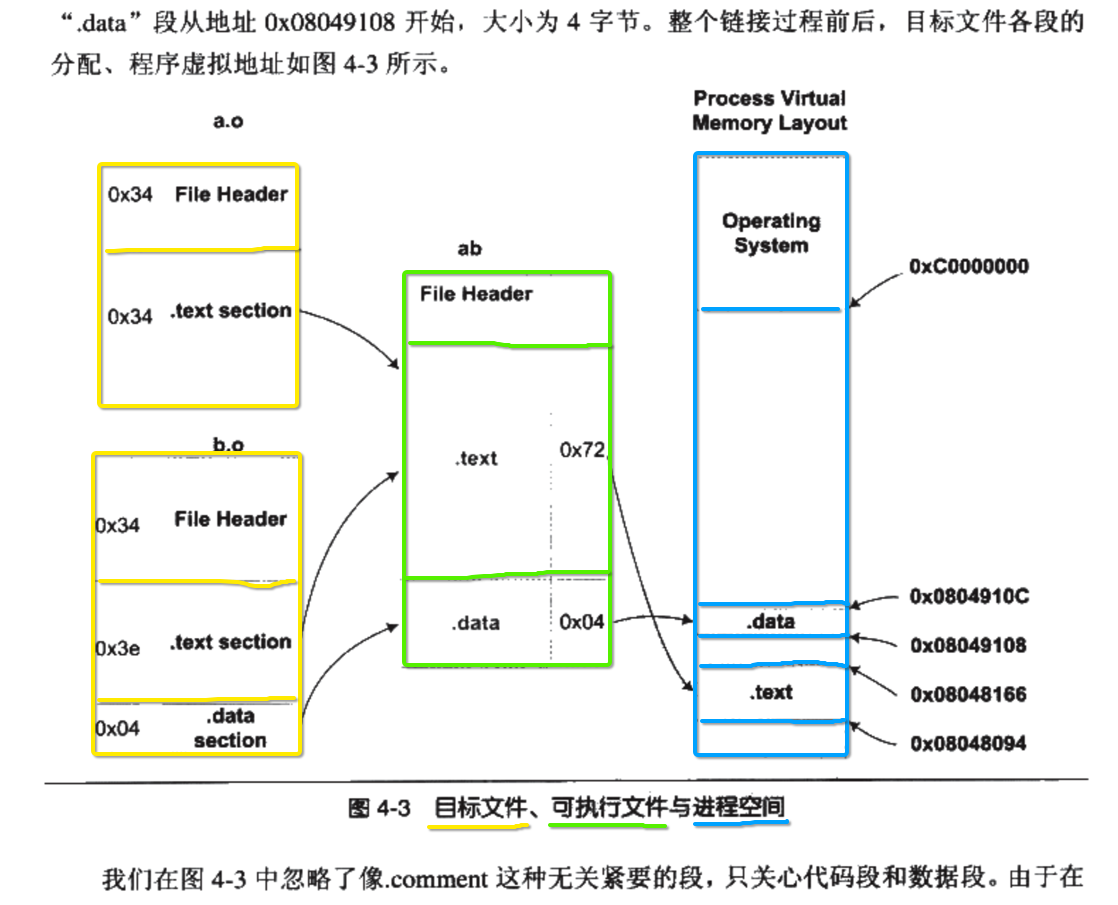 “.data”段从地址 0x08049108 开始，大小为 4 字节。整个链接过程前后，目标文件各段的
分配、程序虚拟地址如图 4-3 所示。
a.o
0x34 File Header
0x34 .text section
b.o
0x34 File Header
0x3e .text section
0x04 .data
section
ab
File Header
.text 0x72
.data 0x04
Process Virtual
Memory Layout
Operating
System
0xC0000000
0x0804910C
.data
0x08049108
0x08048166
.text
0x08048094
图 4-3 目标文件、可执行文件与进程空间
我们在图 4-3 中忽略了像.comment 这种无关紧要的段，只关心代码段和数据段。由于在